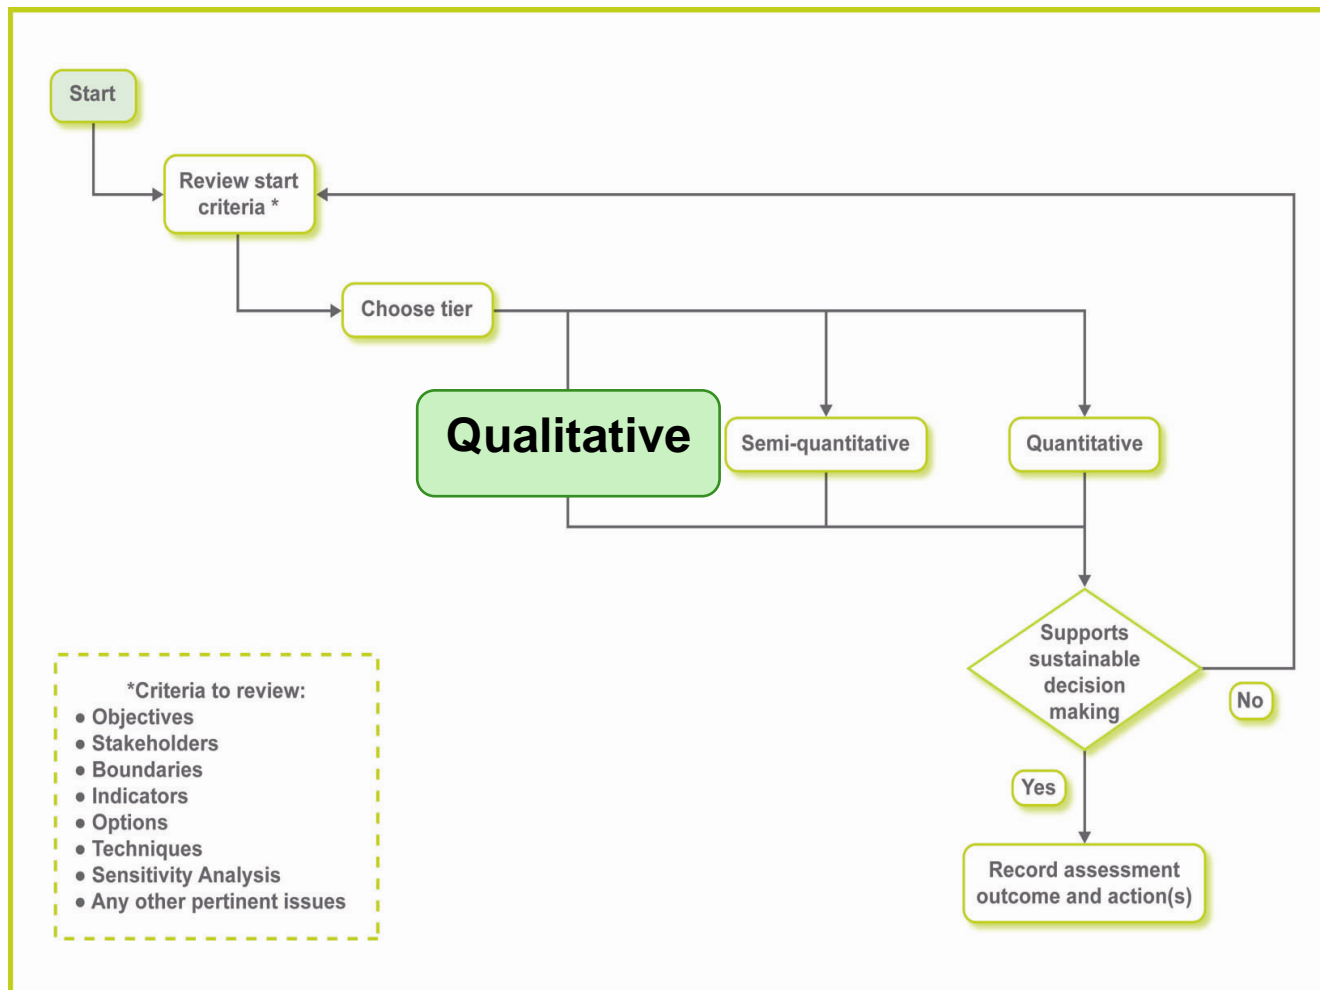 Start
Review start
criteria *
Choose tier
Qualitative
Semi-quantitative
Quantitative
Supports
sustainable
decision
making
No
Yes
Record assessment
outcome and action(s)
*Criteria to review:
● Objectives
● Stakeholders
● Boundaries
● Indicators
● Options
● Techniques
● Sensitivity Analysis
● Any other pertinent issues